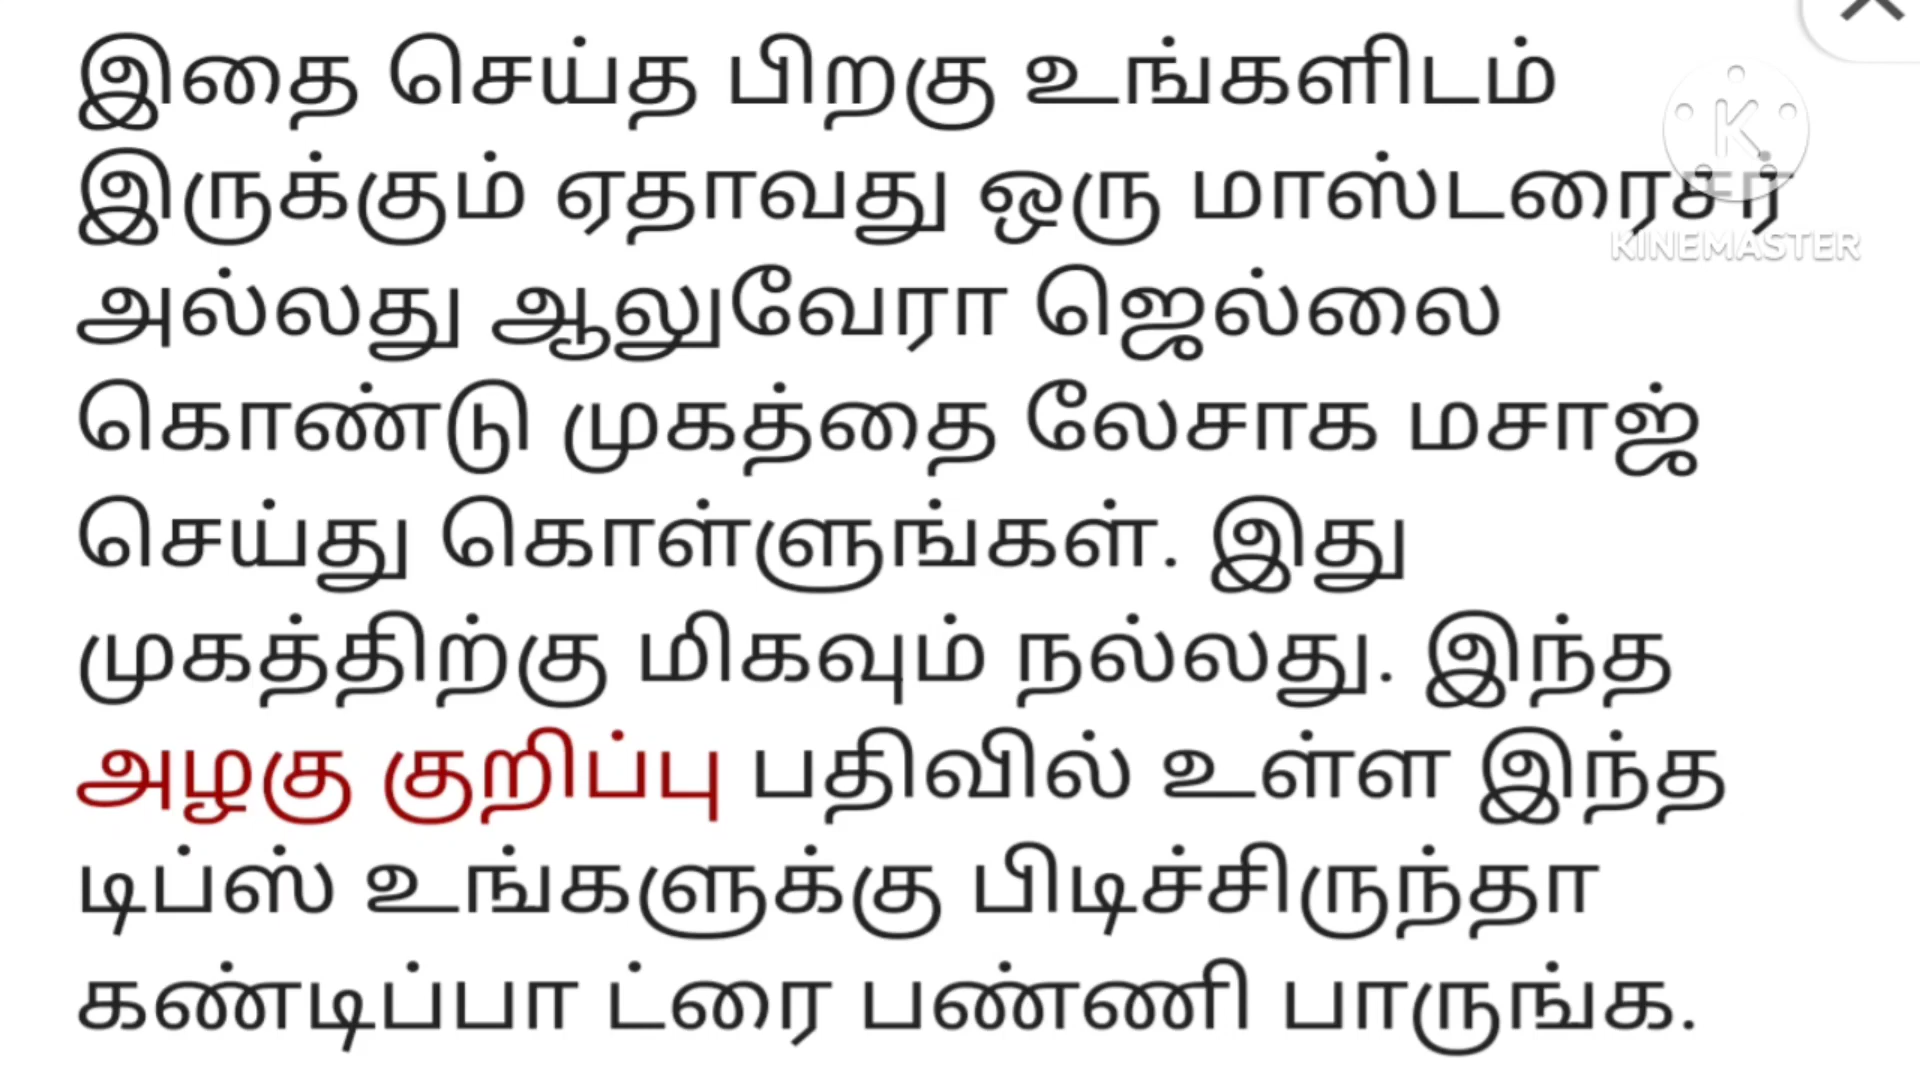 இதை செய்த பிறகு உங்களிடம்
இருக்கும் ஏதாவது ஒரு மாஸ்டரைசர்
KINEMASTER
அல்லது ஆலுவேரா ஜெல்லை
கொண்டு முகத்தை லேசாக மசாஜ்
செய்து கொள்ளுங்கள். இது
முகத்திற்கு மிகவும் நல்லது. இந்த
அழகு குறிப்பு பதிவில் உள்ள இந்த
டிப்ஸ் உங்களுக்கு பிடிச்சிருந்தா
கண்டிப்பா ட்ரை பண்ணி பாருங்க.